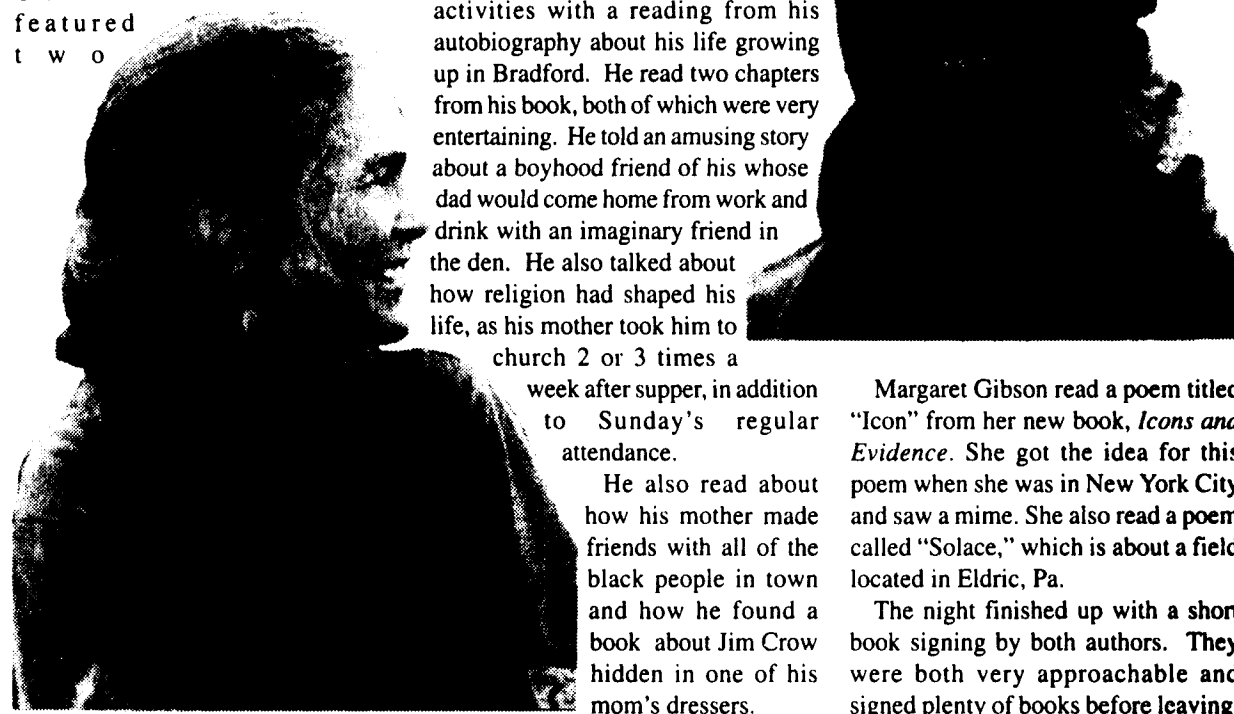 featured
t w o
activities with a reading from his
autobiography about his life growing
up in Bradford. He read two chapters
from his book, both of which were very
entertaining. He told an amusing story
about a boyhood friend of his whose
dad would come home from work and
drink with an imaginary friend in
the den. He also talked about
how religion had shaped his
life, as his mother took him to
church 2 or 3 times a
week after supper, in addition
to Sunday's regular
attendance.
He also read about
how his mother made
friends with all of the
black people in town
and how he found a
book about Jim Crow
hidden in one of his
mom's dressers.
Margaret Gibson read a poem titled
“Icon” from her new book, Icons and
Evidence. She got the idea for this
poem when she was in New York City
and saw a mime. She also read a poem
called “Solace,” which is about a field
located in Eldric, Pa.
The night finished up with a short
book signing by both authors. They
were both very approachable and
signed plenty of books before leaving.